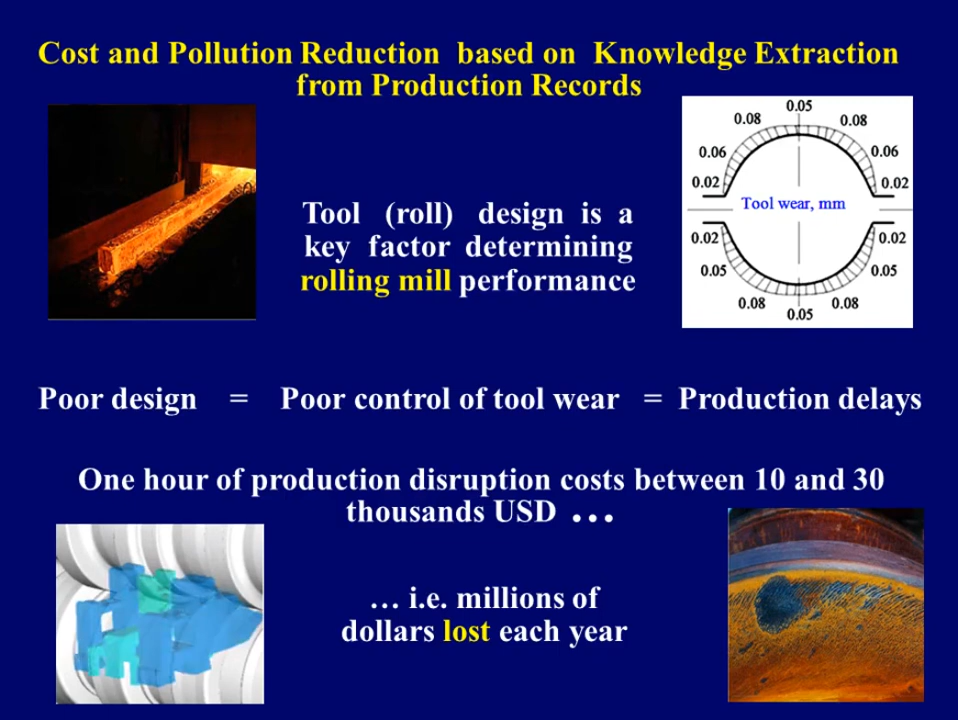 Cost and Pollution Reduction based on Knowledge Extraction
from Production Records
0.05
0.08 0.08
0.06 0.06
0.02 0.02
Tool wear, mm
0.02 0.02
0.05 0.05
0.08 0.08
0.05
Tool (roll) design is a
key factor determining
rolling mill performance
Poor design = Poor control of tool wear = Production delays
One hour of production disruption costs between 10 and 30
thousands USD …
… i.e. millions of
dollars lost each year